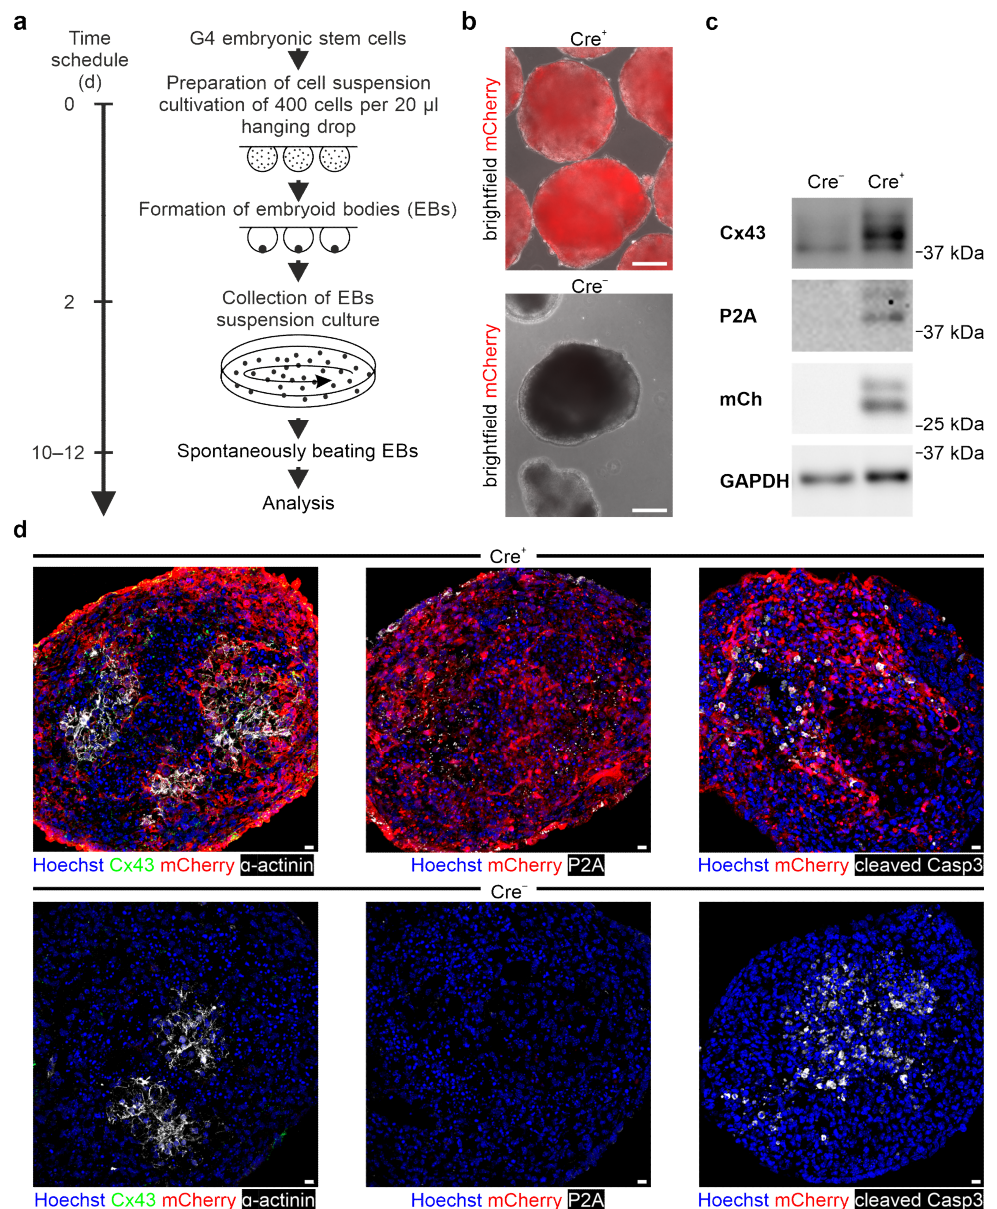 a
Time
schedule
(d)
0
2
10–12
G4 embryonic stem cells
Preparation of cell suspension
cultivation of 400 cells per 20 µl
hanging drop
Formation of embryoid bodies (EBs)
Collection of EBs
suspension culture
Spontaneously beating EBs
Analysis
b
Cre⁺
brightfield mCherry
Cre⁻
brightfield mCherry
c
Cre⁻ Cre⁺
Cx43
-37 kDa
P2A
-37 kDa
mCh
-25 kDa
-37 kDa
GAPDH
d
Cre⁺
Hoechst Cx43 mCherry α-actinin
Hoechst mCherry P2A
Hoechst mCherry cleaved Casp3
Cre⁻
Hoechst Cx43 mCherry α-actinin
Hoechst mCherry P2A
Hoechst mCherry cleaved Casp3